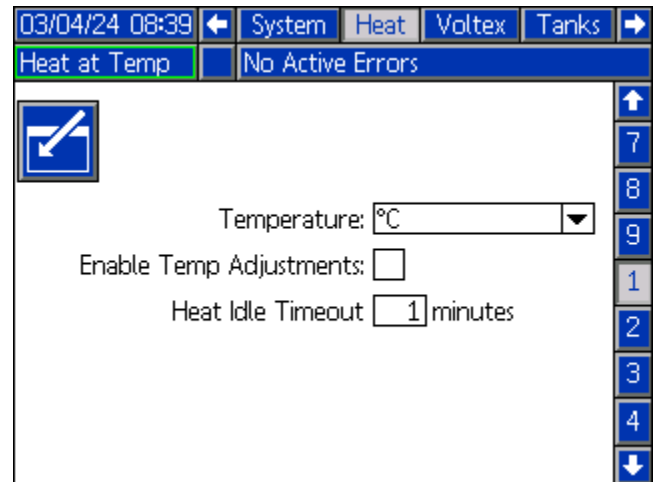 03/04/24 08:39 System Heat Voltex Tanks
Heat at Temp No Active Errors
7
8
Temperature: °C
9
Enable Temp Adjustments:
1
Heat Idle Timeout 1 minutes
2
3
4